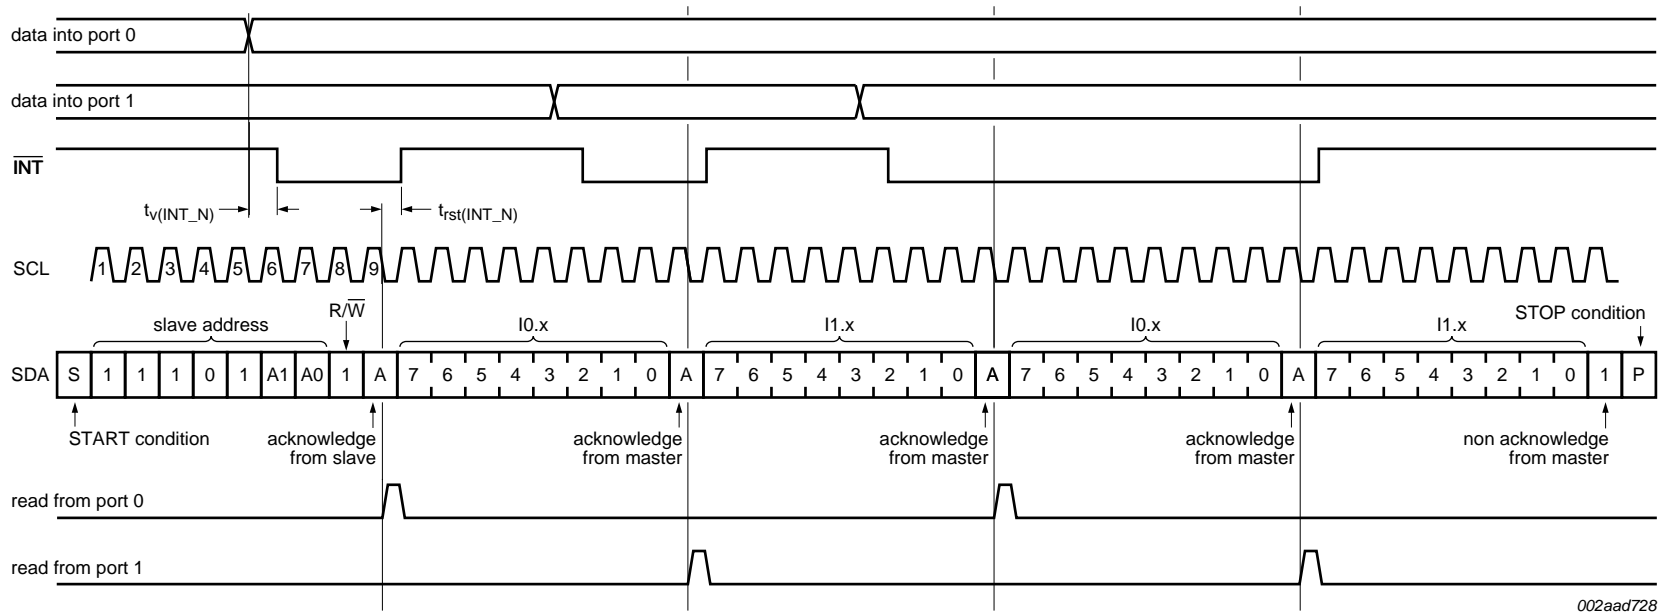 data into port 0
data into port 1
INT
tv(INT_N)
trst(INT_N)
SCL
1 2 3 4 5 6 7 8 9
R/W
slave address
I0.x
I1.x
I0.x
I1.x
STOP condition
SDA S 1 1 1 0 1 A1 A0 1 A 7 6 5 4 3 2 1 0 A 7 6 5 4 3 2 1 0 A 7 6 5 4 3 2 1 0 A 7 6 5 4 3 2 1 0 1 P
START condition
acknowledge
from slave
acknowledge
from master
acknowledge
from master
acknowledge
from master
non acknowledge
from master
read from port 0
read from port 1
002aad728